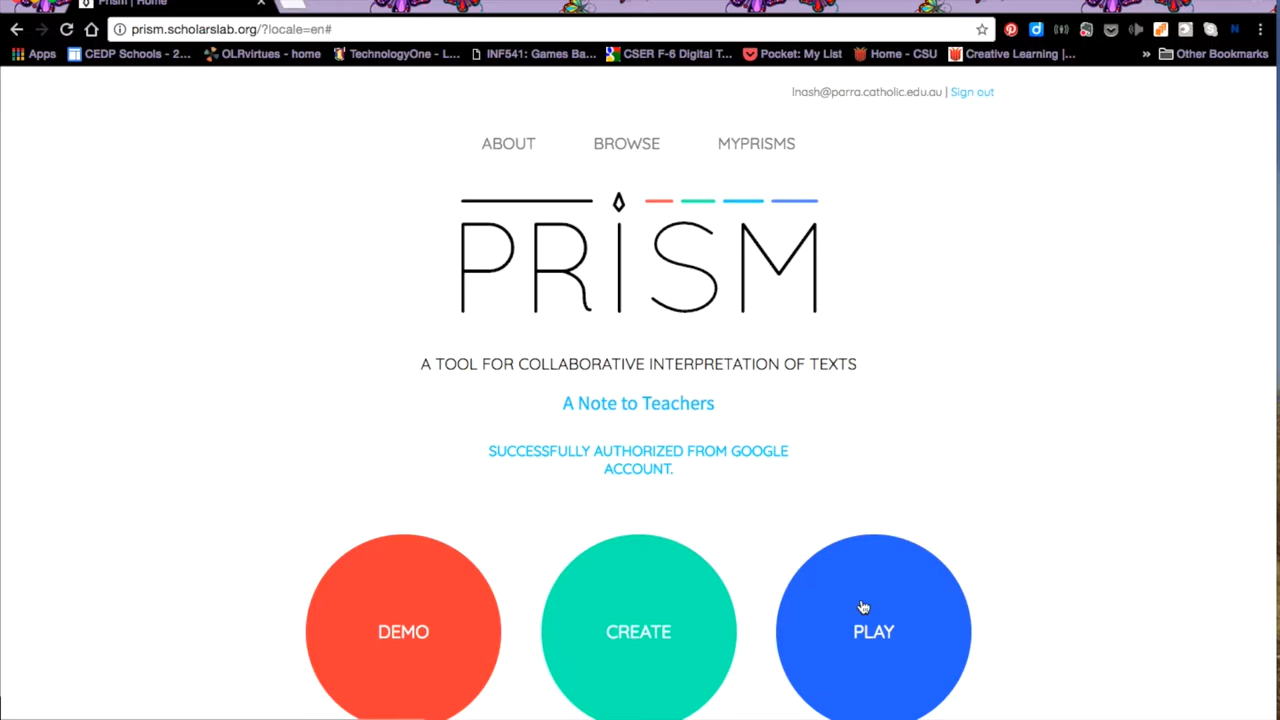 Prism | Home
prism.scholarslab.org/?locale=en#
Apps CEDP Schools - 2... OLRvirtues - home TechnologyOne - L... INF541: Games Ba... CSER F-6 Digital T... Pocket: My List Home - CSU Creative Learning |... » Other Bookmarks
lnash@parra.catholic.edu.au | Sign out
ABOUT BROWSE MYPRISMS
PRISM
A TOOL FOR COLLABORATIVE INTERPRETATION OF TEXTS
A Note to Teachers
SUCCESSFULLY AUTHORIZED FROM GOOGLE
ACCOUNT.
DEMO CREATE PLAY